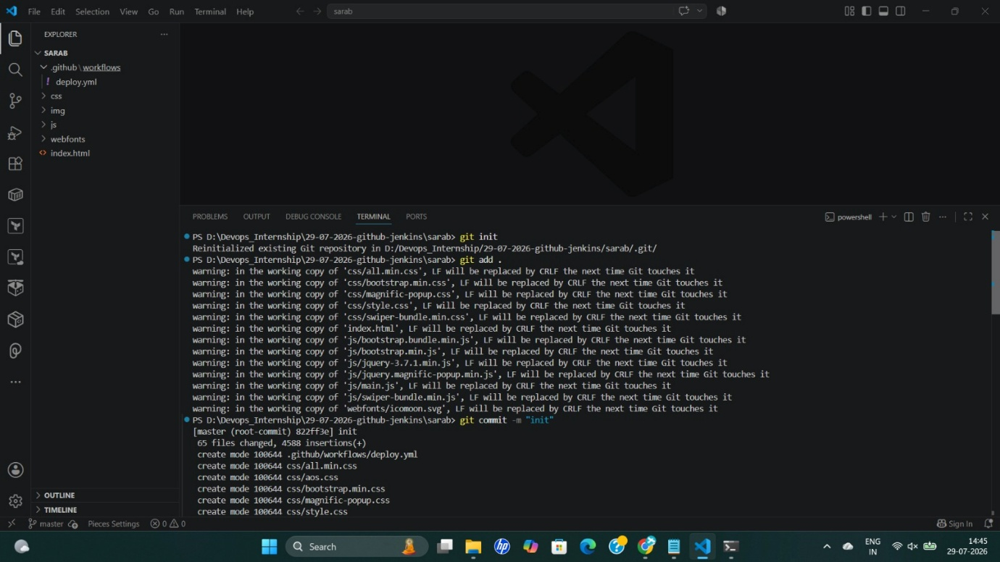 File Edit Selection View Go Run Terminal Help
sarab
EXPLORER
SARAB
.github\workflows
! deploy.yml
css
img
js
webfonts
<> index.html
OUTLINE
TIMELINE
PROBLEMS OUTPUT DEBUG CONSOLE TERMINAL PORTS
powershell
PS D:\Devops_Internship\29-07-2026-github-jenkins\sarab> git init
Reinitialized existing Git repository in D:/Devops_Internship/29-07-2026-github-jenkins/sarab/.git/
PS D:\Devops_Internship\29-07-2026-github-jenkins\sarab> git add .
warning: in the working copy of 'css/all.min.css', LF will be replaced by CRLF the next time Git touches it
warning: in the working copy of 'css/bootstrap.min.css', LF will be replaced by CRLF the next time Git touches it
warning: in the working copy of 'css/magnific-popup.css', LF will be replaced by CRLF the next time Git touches it
warning: in the working copy of 'css/style.css', LF will be replaced by CRLF the next time Git touches it
warning: in the working copy of 'css/swiper-bundle.min.css', LF will be replaced by CRLF the next time Git touches it
warning: in the working copy of 'index.html', LF will be replaced by CRLF the next time Git touches it
warning: in the working copy of 'js/bootstrap.bundle.min.js', LF will be replaced by CRLF the next time Git touches it
warning: in the working copy of 'js/bootstrap.min.js', LF will be replaced by CRLF the next time Git touches it
warning: in the working copy of 'js/jquery-3.7.1.min.js', LF will be replaced by CRLF the next time Git touches it
warning: in the working copy of 'js/jquery.magnific-popup.min.js', LF will be replaced by CRLF the next time Git touches it
warning: in the working copy of 'js/main.js', LF will be replaced by CRLF the next time Git touches it
warning: in the working copy of 'js/swiper-bundle.min.js', LF will be replaced by CRLF the next time Git touches it
warning: in the working copy of 'webfonts/icomoon.svg', LF will be replaced by CRLF the next time Git touches it
PS D:\Devops_Internship\29-07-2026-github-jenkins\sarab> git commit -m "init"
[master (root-commit) 822ff3e] init
65 files changed, 4588 insertions(+)
create mode 100644 .github/workflows/deploy.yml
create mode 100644 css/all.min.css
create mode 100644 css/aos.css
create mode 100644 css/bootstrap.min.css
create mode 100644 css/magnific-popup.css
create mode 100644 css/style.css
master Pieces Settings 0 0 Sign In
Search
hp
ENG
IN
14:45
29-07-2026